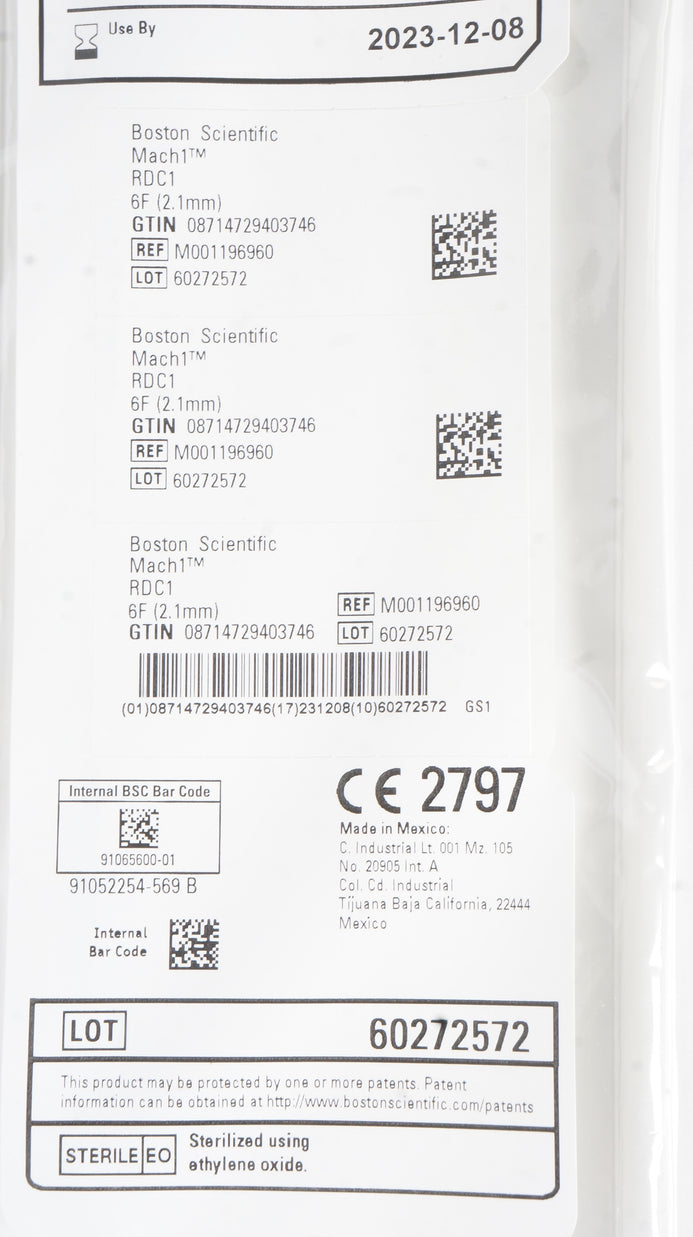 Use By 2023-12-08
Boston Scientific
Mach1™
RDC1
6F (2.1mm)
GTIN 08714729403746
REF M001196960
LOT 60272572
Boston Scientific
Mach1™
RDC1
6F (2.1mm)
GTIN 08714729403746
REF M001196960
LOT 60272572
Boston Scientific
Mach1™
RDC1
6F (2.1mm) REF M001196960
GTIN 08714729403746 LOT 60272572
(01)08714729403746(17)231208(10)60272572 GS1
Internal BSC Bar Code
91065600-01
91052254-569 B
Internal
Bar Code
CE 2797
Made in Mexico:
C. Industrial Lt. 001 Mz. 105
No. 20905 Int. A
Col. Cd. Industrial
Tijuana Baja California, 22444
Mexico
LOT 60272572
This product may be protected by one or more patents. Patent
information can be obtained at http://www.bostonscientific.com/patents
STERILE EO Sterilized using
ethylene oxide.